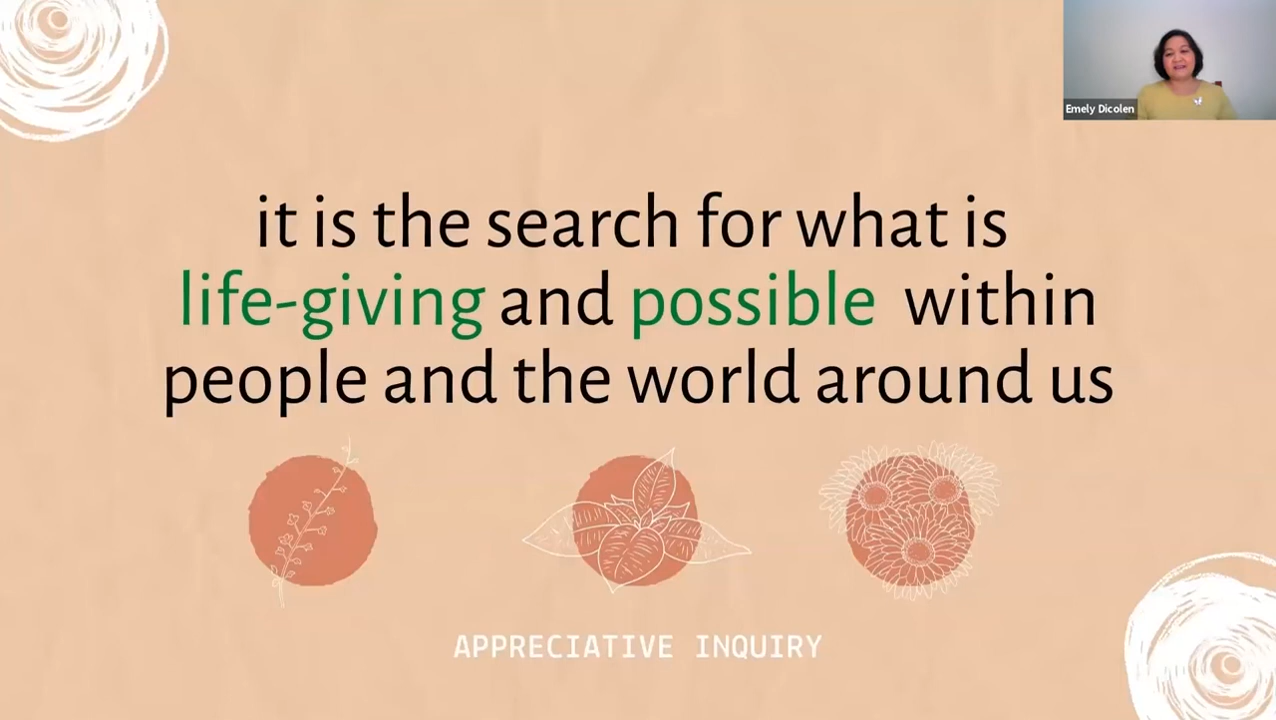 Emely Dicolen
it is the search for what is
life-giving and possible within
people and the world around us
APPRECIATIVE INQUIRY